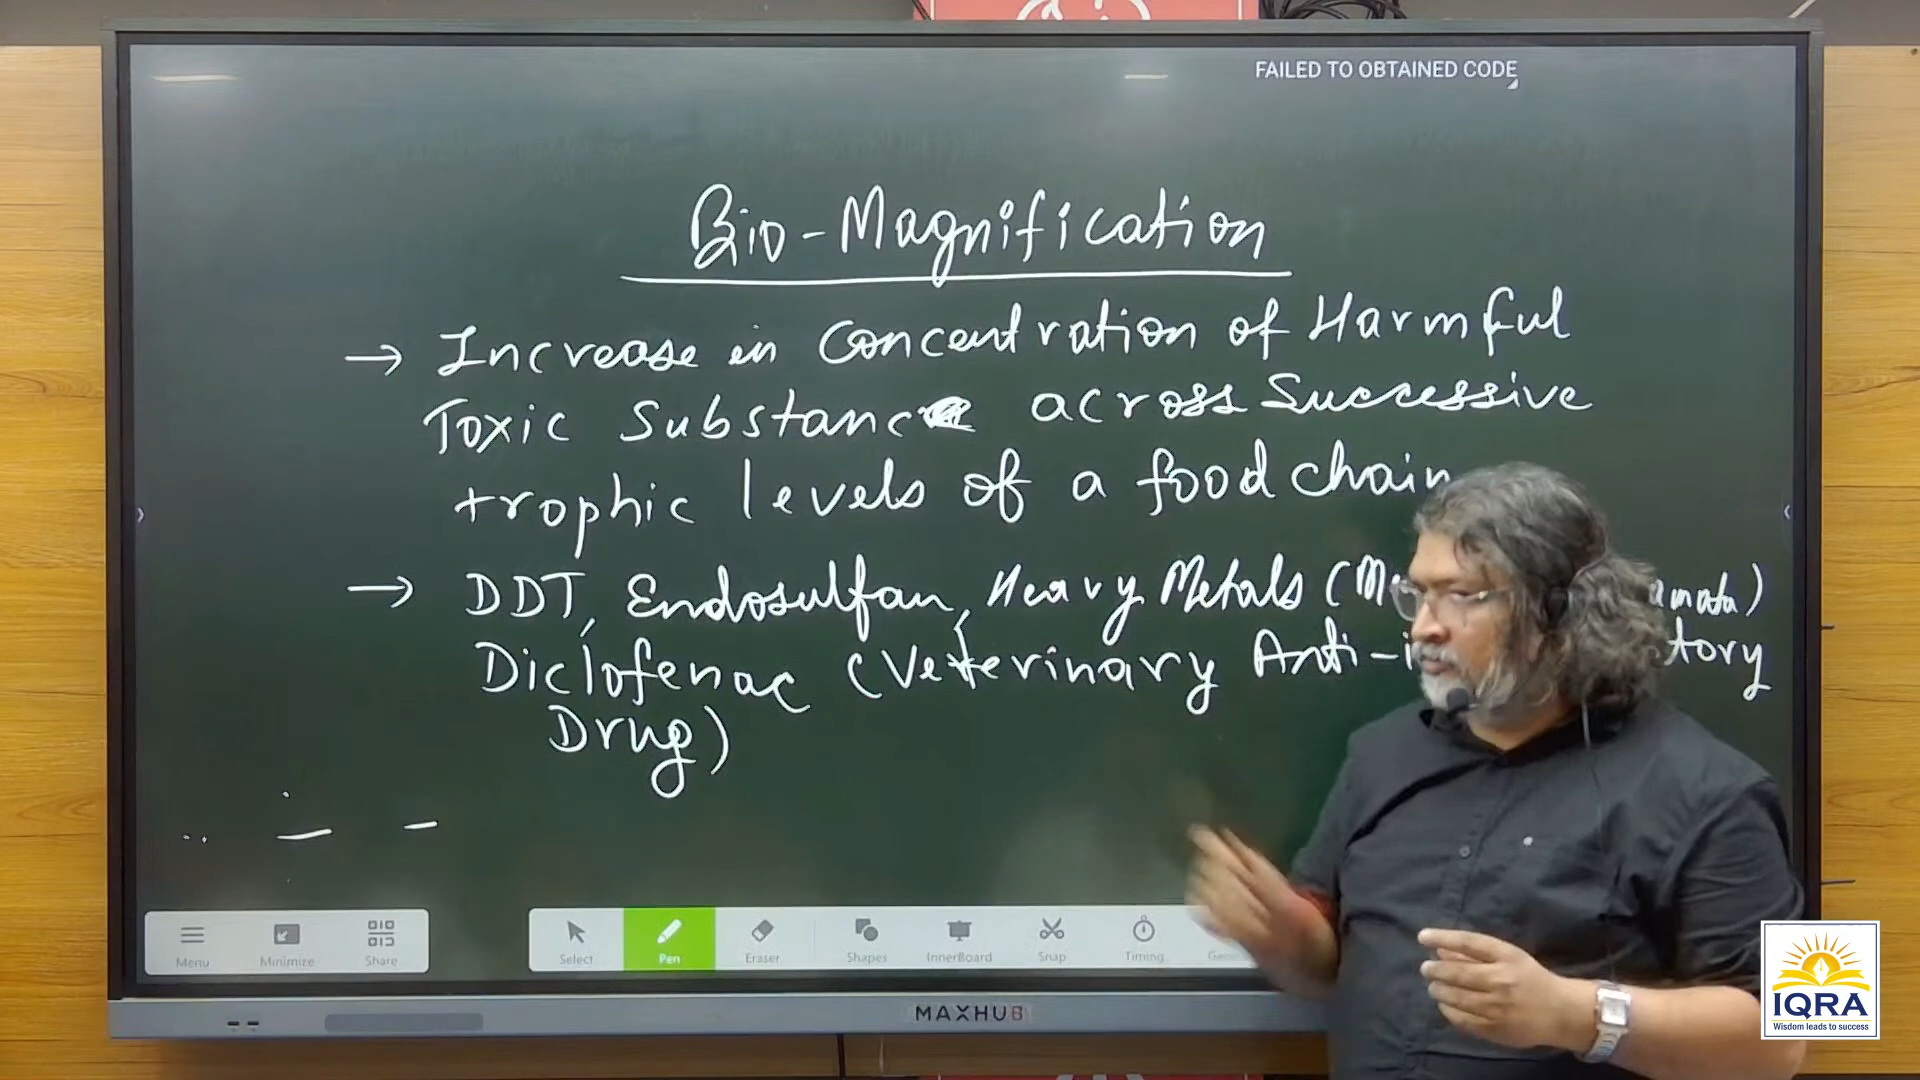 FAILED TO OBTAINED CODE
Bio-Magnification
→ Increase in Concentration of Harmful
Toxic Substance across Successive
trophic levels of a food chain
→ DDT, Endosulfan, Heavy Metals (
Diclofenac (Veterinary Anti-
Drug)
Menu Minimize Share Select Pen Eraser Shapes InnerBoard Snap Timing
MAXHUB
IQRA
Wisdom leads to success